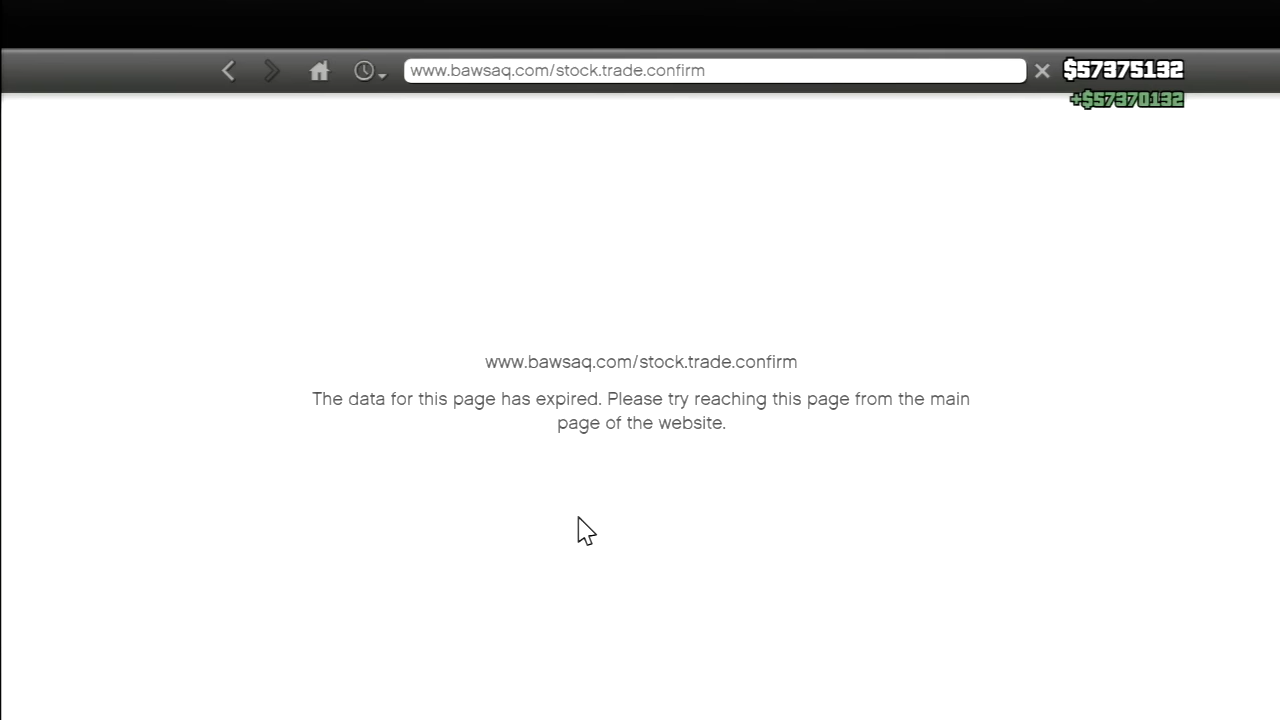 www.bawsaq.com/stock.trade.confirm
$57375132
+$57370132
www.bawsaq.com/stock.trade.confirm
The data for this page has expired. Please try reaching this page from the main
page of the website.